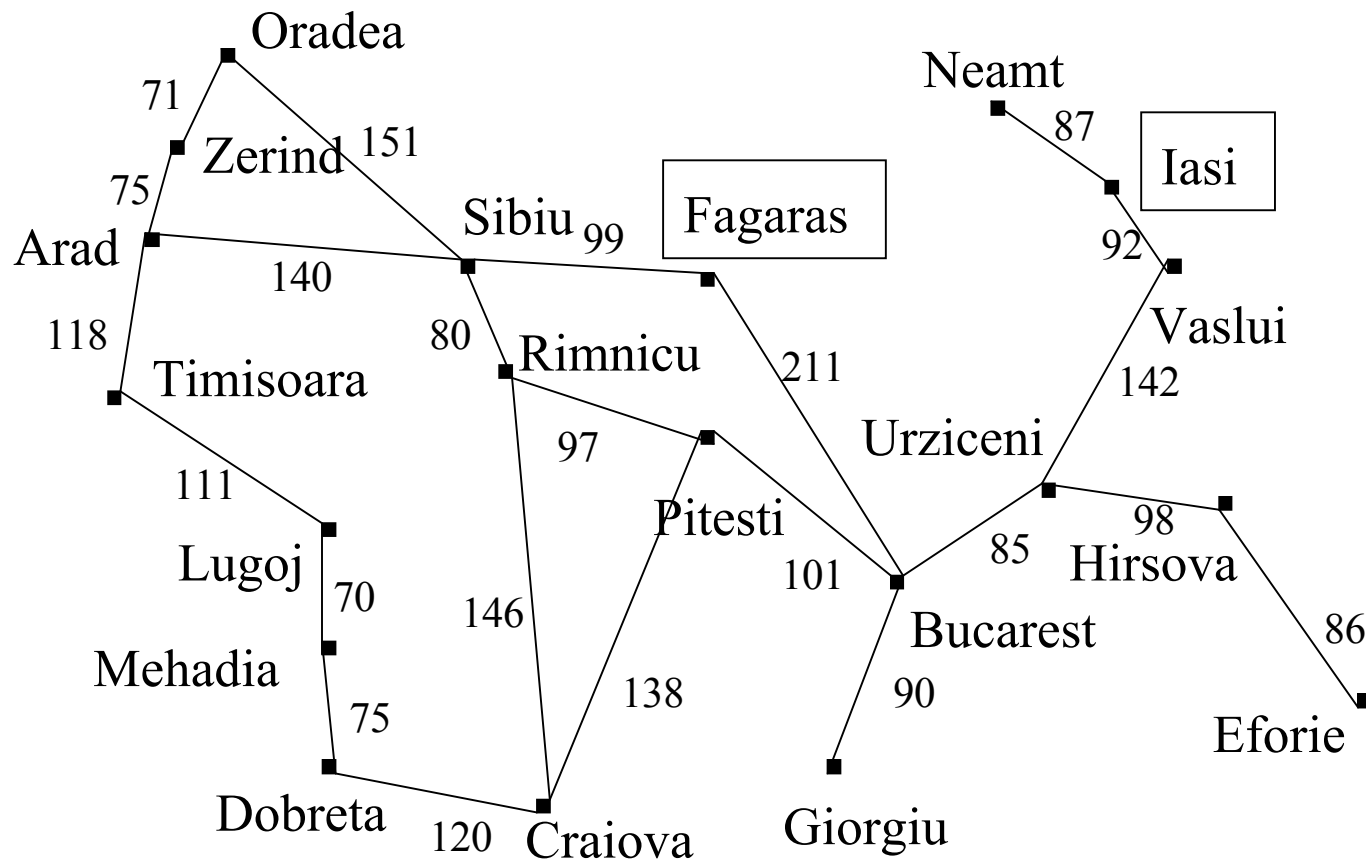 Oradea
Neamt
71
87
Zerind
151
Iasi
75
Sibiu
99
Fagaras
Arad
92
140
118
80
Rimnicu
Vaslui
Timisoara
211
142
97
Urziceni
111
Pitesti
98
85
Hirsova
Lugoj
101
70
146
Bucarest
86
Mehadia
138
90
75
Eforie
Dobreta
120
Craiova
Giorgiu